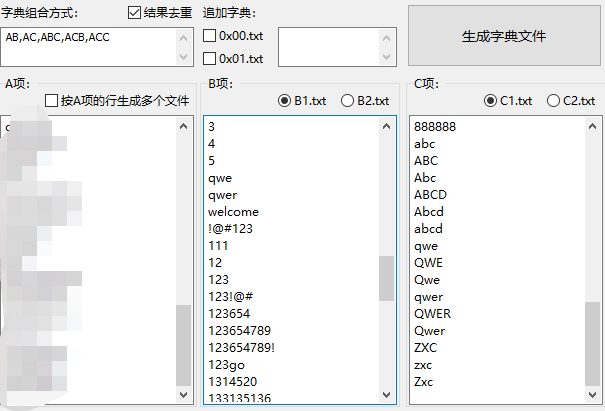 字典组合方式:
结果去重
追加字典:
AB,AC,ABC,ACB,ACC
0x00.txt
0x01.txt
生成字典文件
A项:
按A项的行生成多个文件
B项:
B1.txt
B2.txt
C项:
C1.txt
C2.txt
3
4
5
qwe
qwer
welcome
!@#123
111
12
123
123!@#
123654
123654789
123654789!
123go
1314520
133135136
888888
abc
ABC
Abc
ABCD
Abcd
abcd
qwe
QWE
Qwe
qwer
QWER
Qwer
ZXC
zxc
Zxc